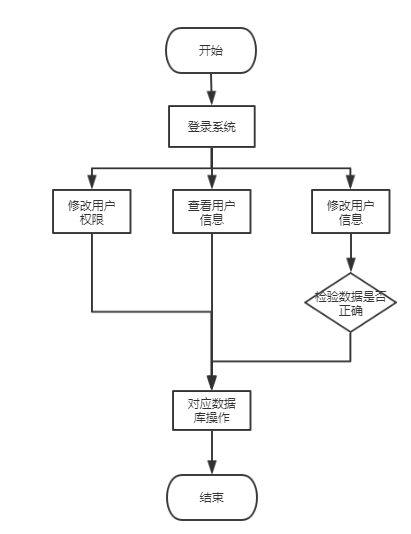 开始
登录系统
修改用户
权限
查看用户
信息
修改用户
信息
检验数据是否
正确
对应数据
库操作
结束